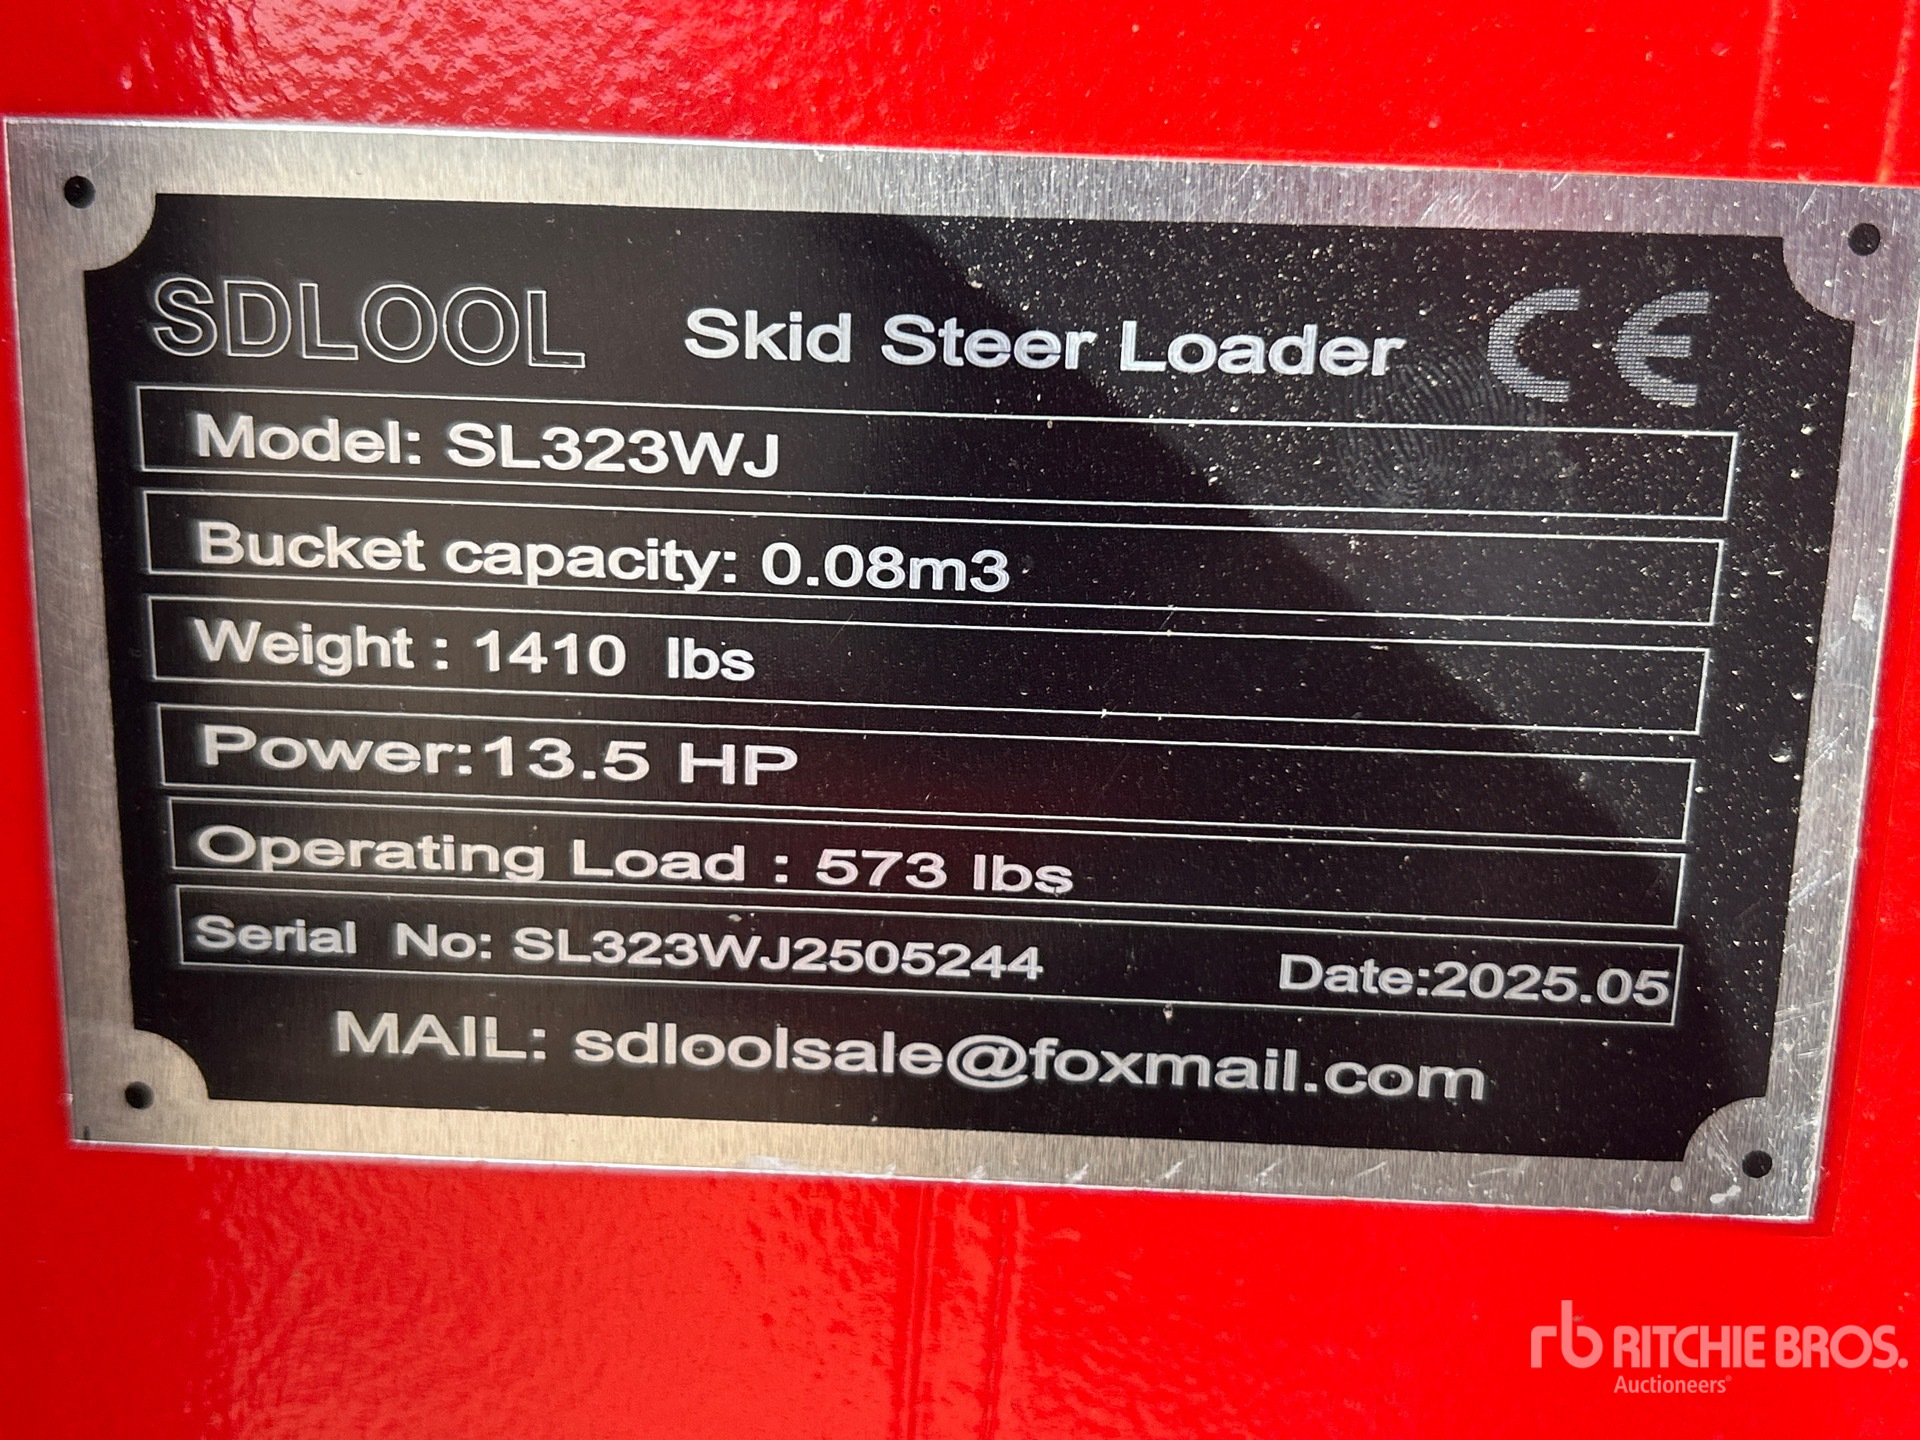 SDLOOL Skid Steer Loader CE
Model: SL323WJ
Bucket capacity: 0.08m3
Weight : 1410 lbs
Power:13.5 HP
Operating Load : 573 lbs
Serial No: SL323WJ2505244 Date:2025.05
MAIL: sdloolsale@foxmail.com
rb RITCHIE BROS.
Auctioneers